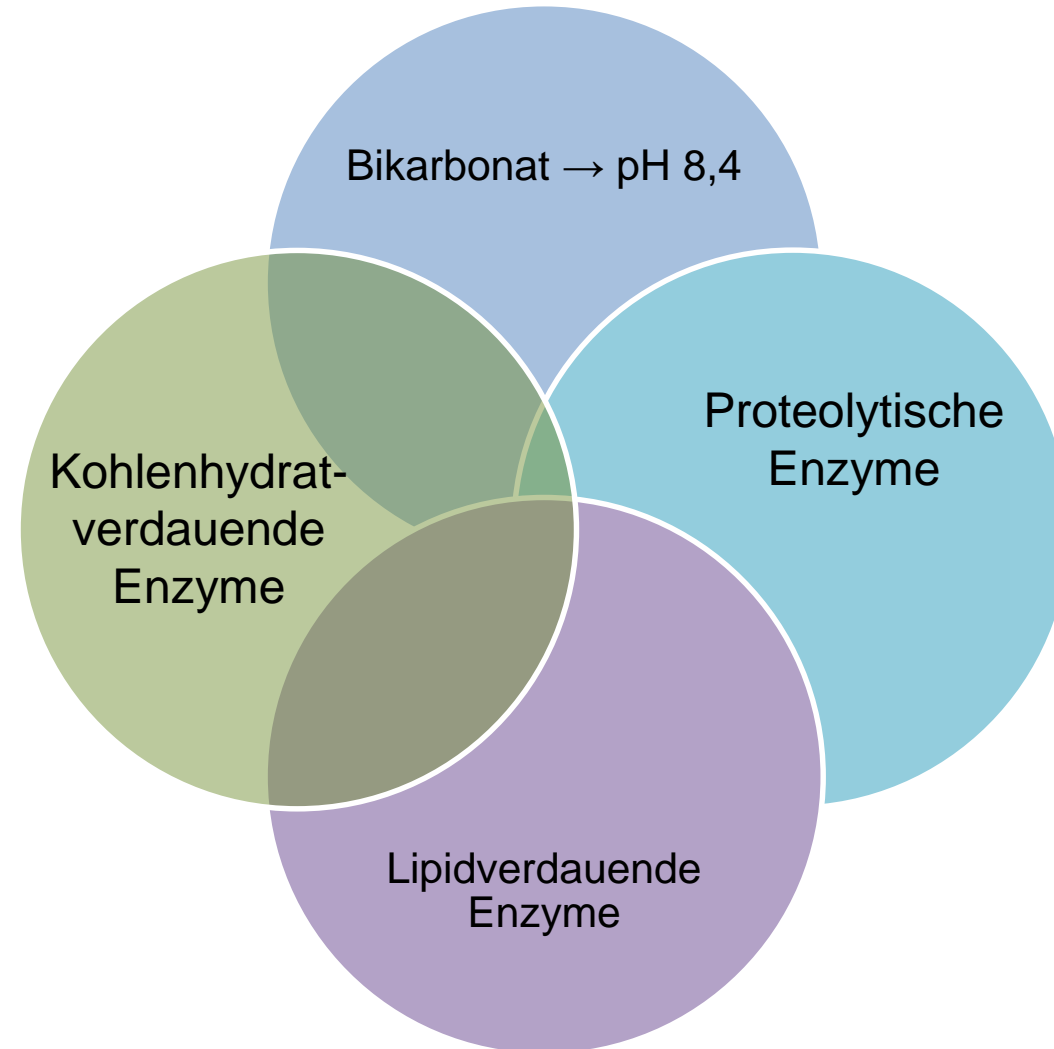 Bikarbonat → pH 8,4
Proteolytische
Enzyme
Kohlenhydrat-
verdauende
Enzyme
Lipidverdauende
Enzyme